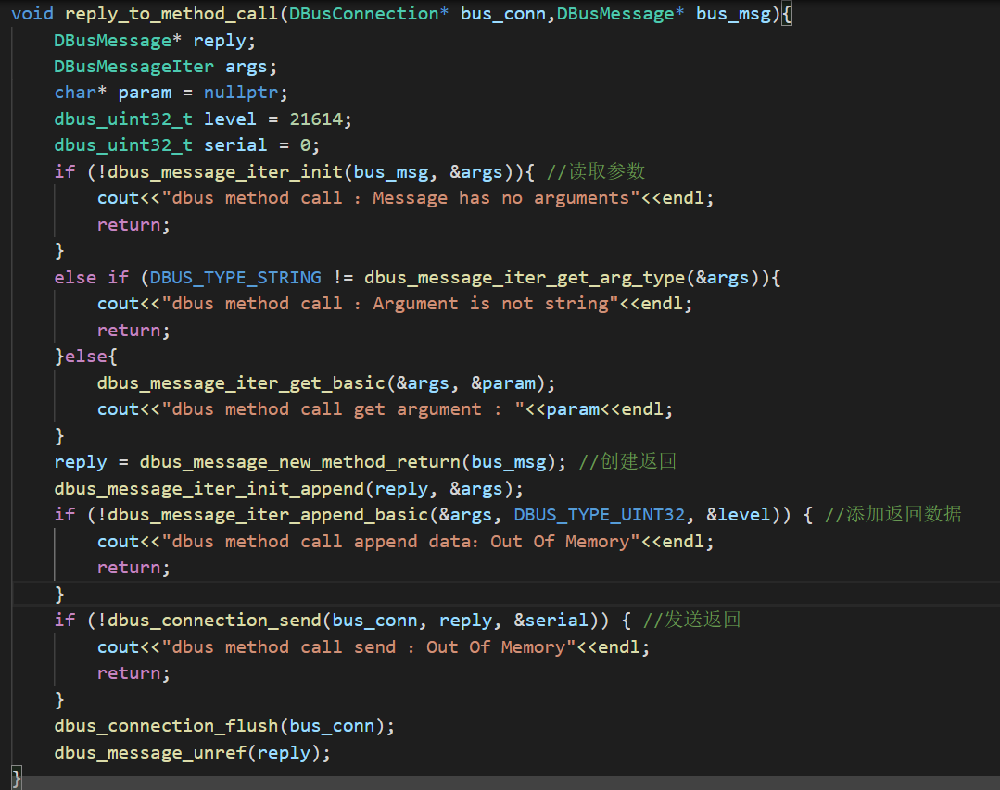 void reply_to_method_call(DBusConnection* bus_conn,DBusMessage* bus_msg){
    DBusMessage* reply;
    DBusMessageIter args;
    char* param = nullptr;
    dbus_uint32_t level = 21614;
    dbus_uint32_t serial = 0;
    if (!dbus_message_iter_init(bus_msg, &args)){ //读取参数
        cout<<"dbus method call : Message has no arguments"<<endl;
        return;
    }
    else if (DBUS_TYPE_STRING != dbus_message_iter_get_arg_type(&args)){
        cout<<"dbus method call : Argument is not string"<<endl;
        return;
    }else{
        dbus_message_iter_get_basic(&args, &param);
        cout<<"dbus method call get argument : "<<param<<endl;
    }
    reply = dbus_message_new_method_return(bus_msg); //创建返回
    dbus_message_iter_init_append(reply, &args);
    if (!dbus_message_iter_append_basic(&args, DBUS_TYPE_UINT32, &level)) { //添加返回数据
        cout<<"dbus method call append data：Out Of Memory"<<endl;
        return;
    }
    if (!dbus_connection_send(bus_conn, reply, &serial)) { //发送返回
        cout<<"dbus method call send : Out Of Memory"<<endl;
        return;
    }
    dbus_connection_flush(bus_conn);
    dbus_message_unref(reply);
}